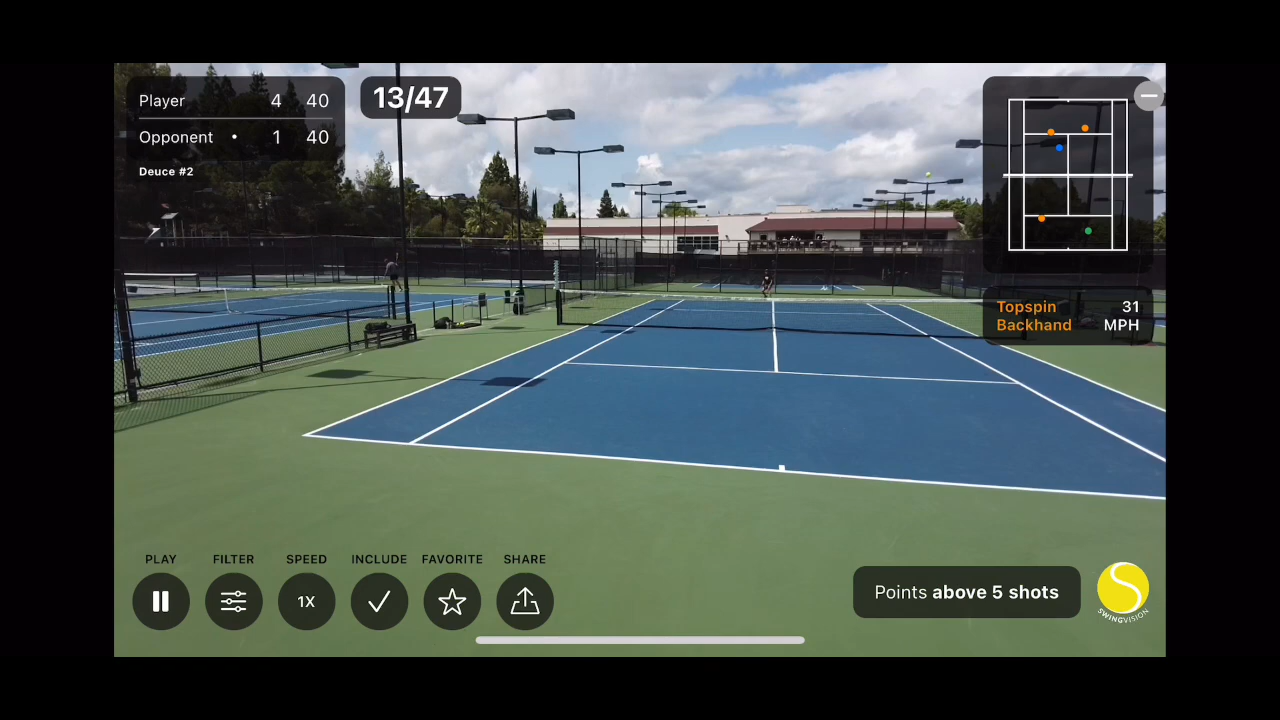 Player 4 40
Opponent • 1 40
Deuce #2
13/47
Topspin 31
Backhand MPH
PLAY FILTER SPEED INCLUDE FAVORITE SHARE
1X
Points above 5 shots
SWINGVISION